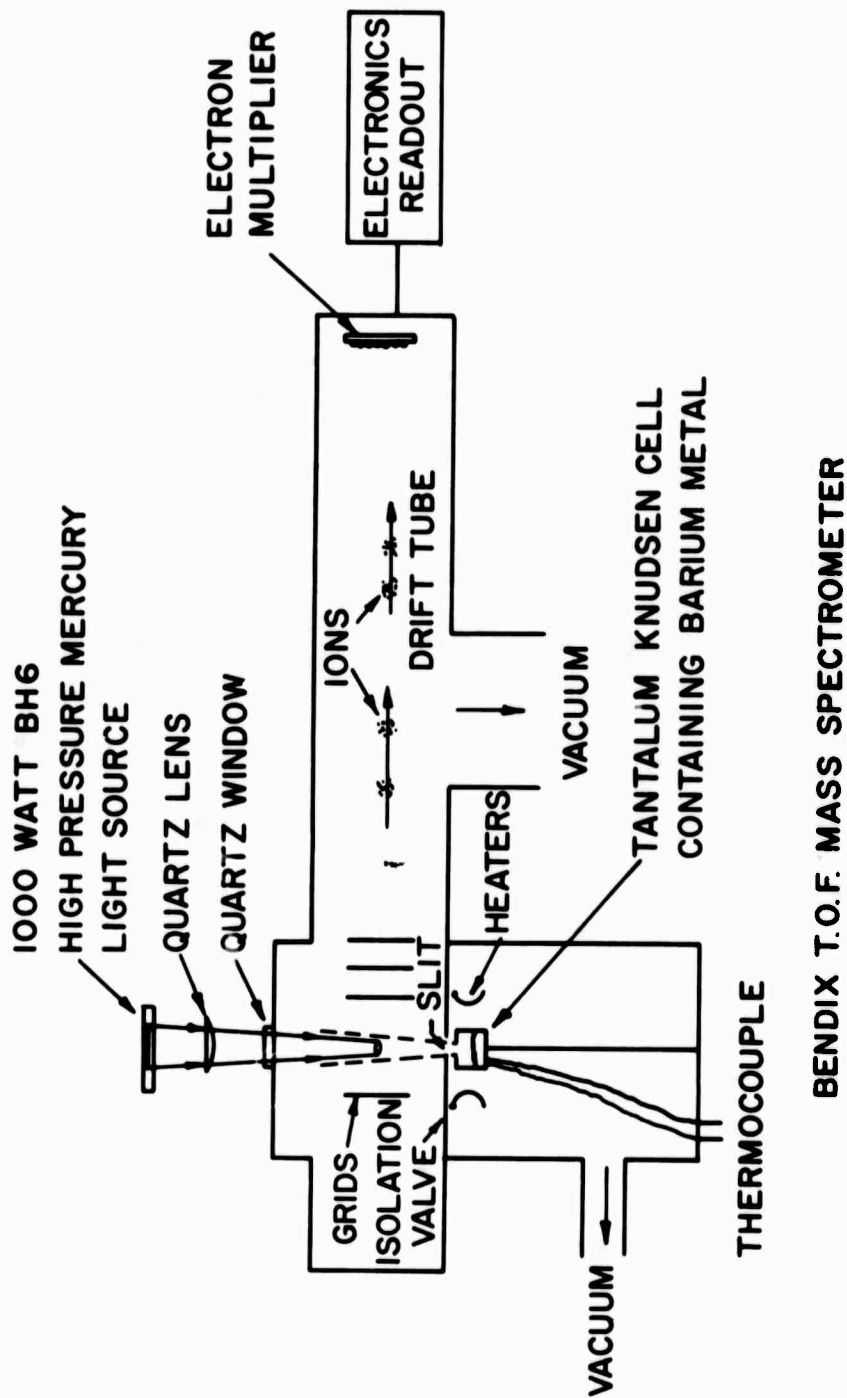 1000 WATT BH6
HIGH PRESSURE MERCURY
LIGHT SOURCE
QUARTZ LENS
QUARTZ WINDOW
ELECTRON
MULTIPLIER
ELECTRONICS
READOUT
IONS
DRIFT TUBE
GRIDS
ISOLATION
VALVE
SLIT
HEATERS
VACUUM
VACUUM
TANTALUM KNUDSEN CELL
CONTAINING BARIUM METAL
THERMOCOUPLE
BENDIX T.O.F. MASS SPECTROMETER